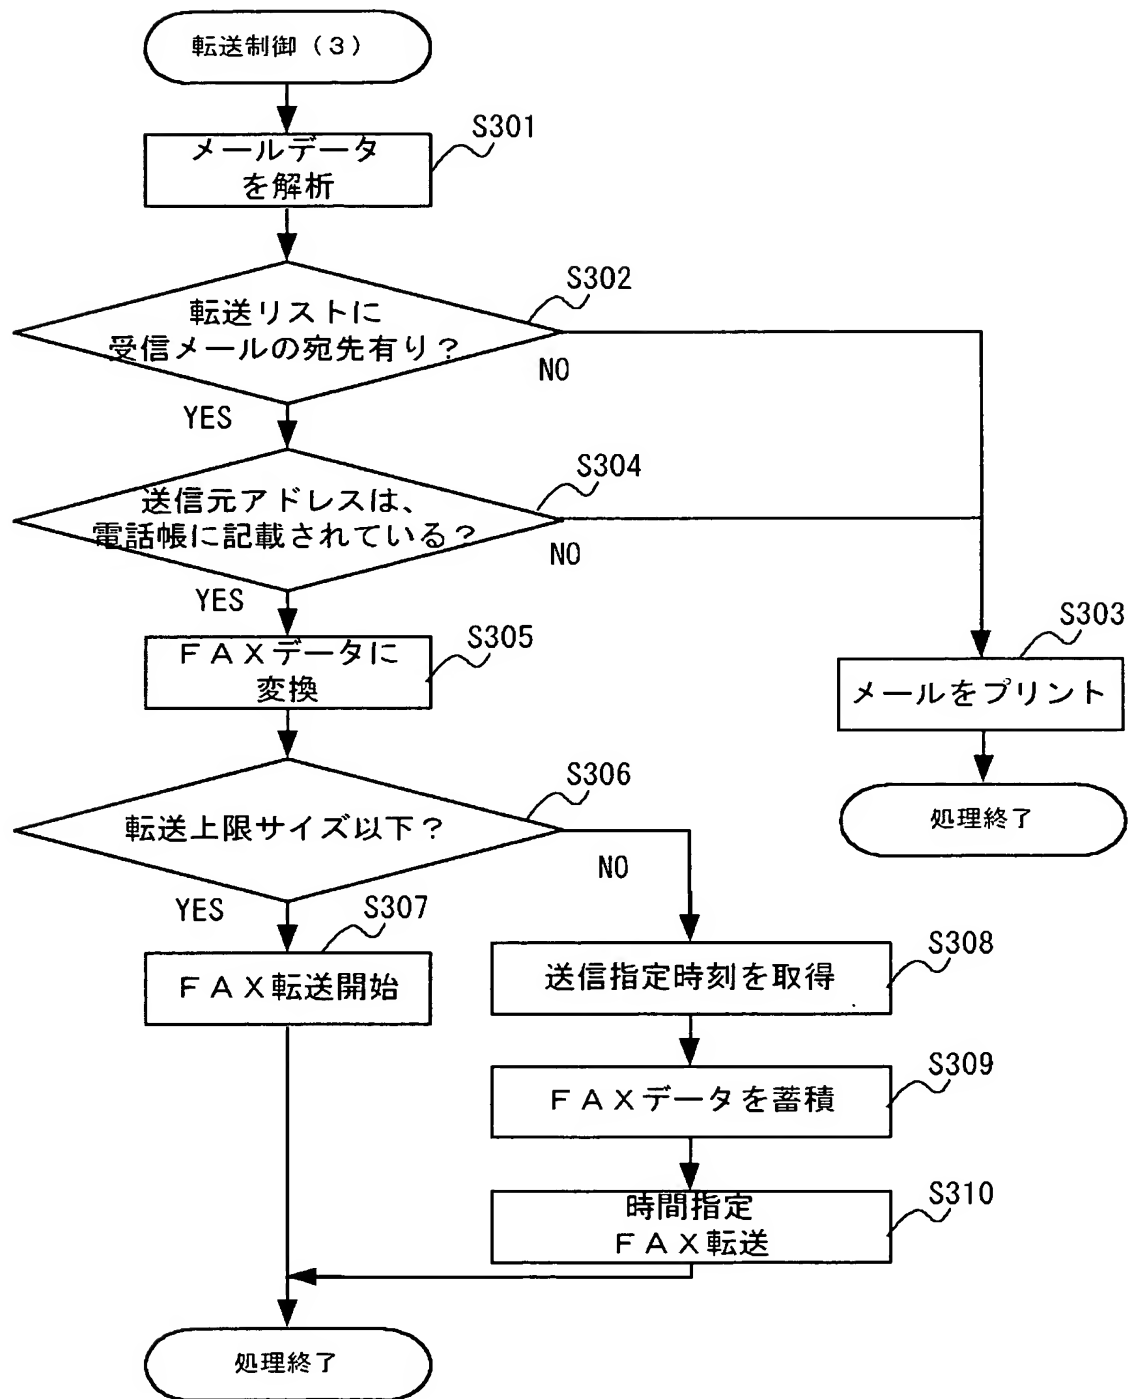 転送制御（３）
S301
メールデータ
を解析
S302
転送リストに
受信メールの宛先有り？
NO
YES
S304
送信元アドレスは、
電話帳に記載されている？
NO
YES
S305
ＦＡＸデータに
変換
S303
メールをプリント
処理終了
S306
転送上限サイズ以下？
NO
YES
S307
ＦＡＸ転送開始
S308
送信指定時刻を取得
S309
ＦＡＸデータを蓄積
S310
時間指定
ＦＡＸ転送
処理終了